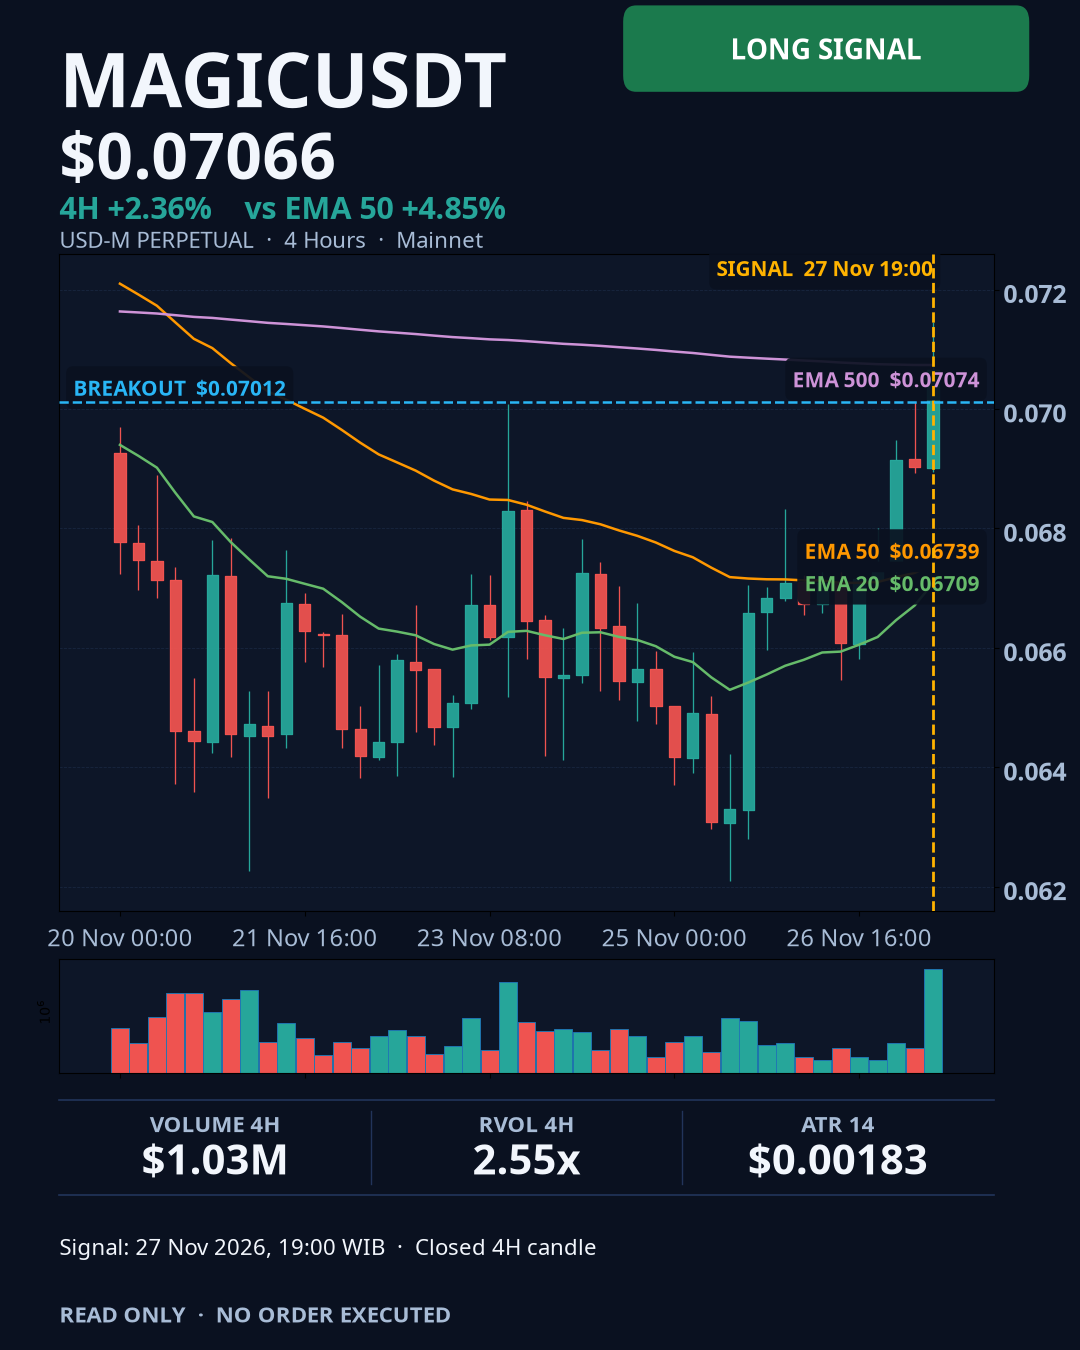 LONG SIGNAL
MAGICUSDT
$0.07066
4H +2.36% vs EMA 50 +4.85%
USD-M PERPETUAL · 4 Hours · Mainnet
SIGNAL 27 Nov 19:00
0.072
EMA 500 $0.07074
BREAKOUT $0.07012
0.070
0.068
EMA 50 $0.06739
EMA 20 $0.06709
0.066
0.064
0.062
20 Nov 00:00 21 Nov 16:00 23 Nov 08:00 25 Nov 00:00 26 Nov 16:00
10⁶
VOLUME 4H RVOL 4H ATR 14
$1.03M 2.55x $0.00183
Signal: 27 Nov 2026, 19:00 WIB · Closed 4H candle
READ ONLY · NO ORDER EXECUTED